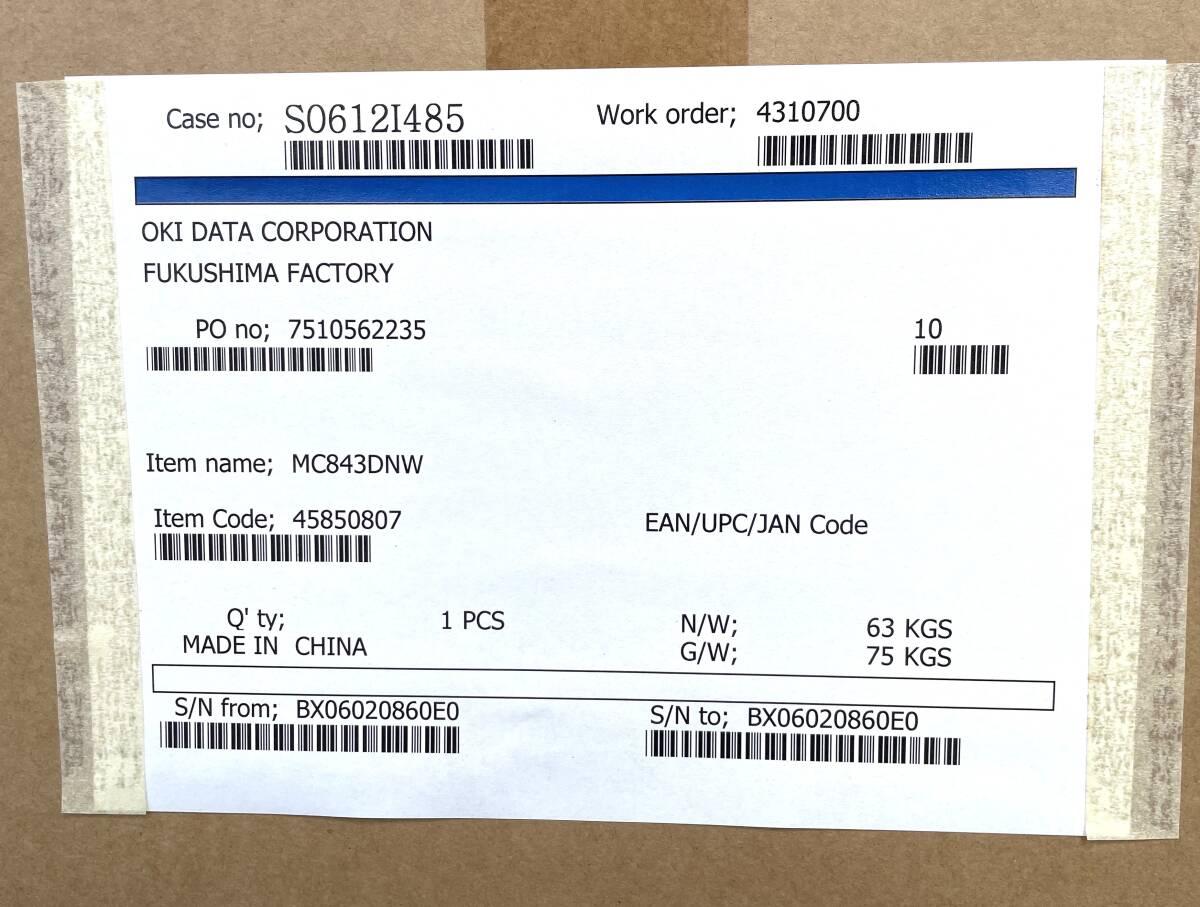 Case no; S0612I485 Work order; 4310700
OKI DATA CORPORATION
FUKUSHIMA FACTORY
PO no; 7510562235 10
Item name; MC843DNW
Item Code; 45850807 EAN/UPC/JAN Code
Q' ty; 1 PCS N/W; 63 KGS
MADE IN CHINA G/W; 75 KGS
S/N from; BX06020860E0 S/N to; BX06020860E0